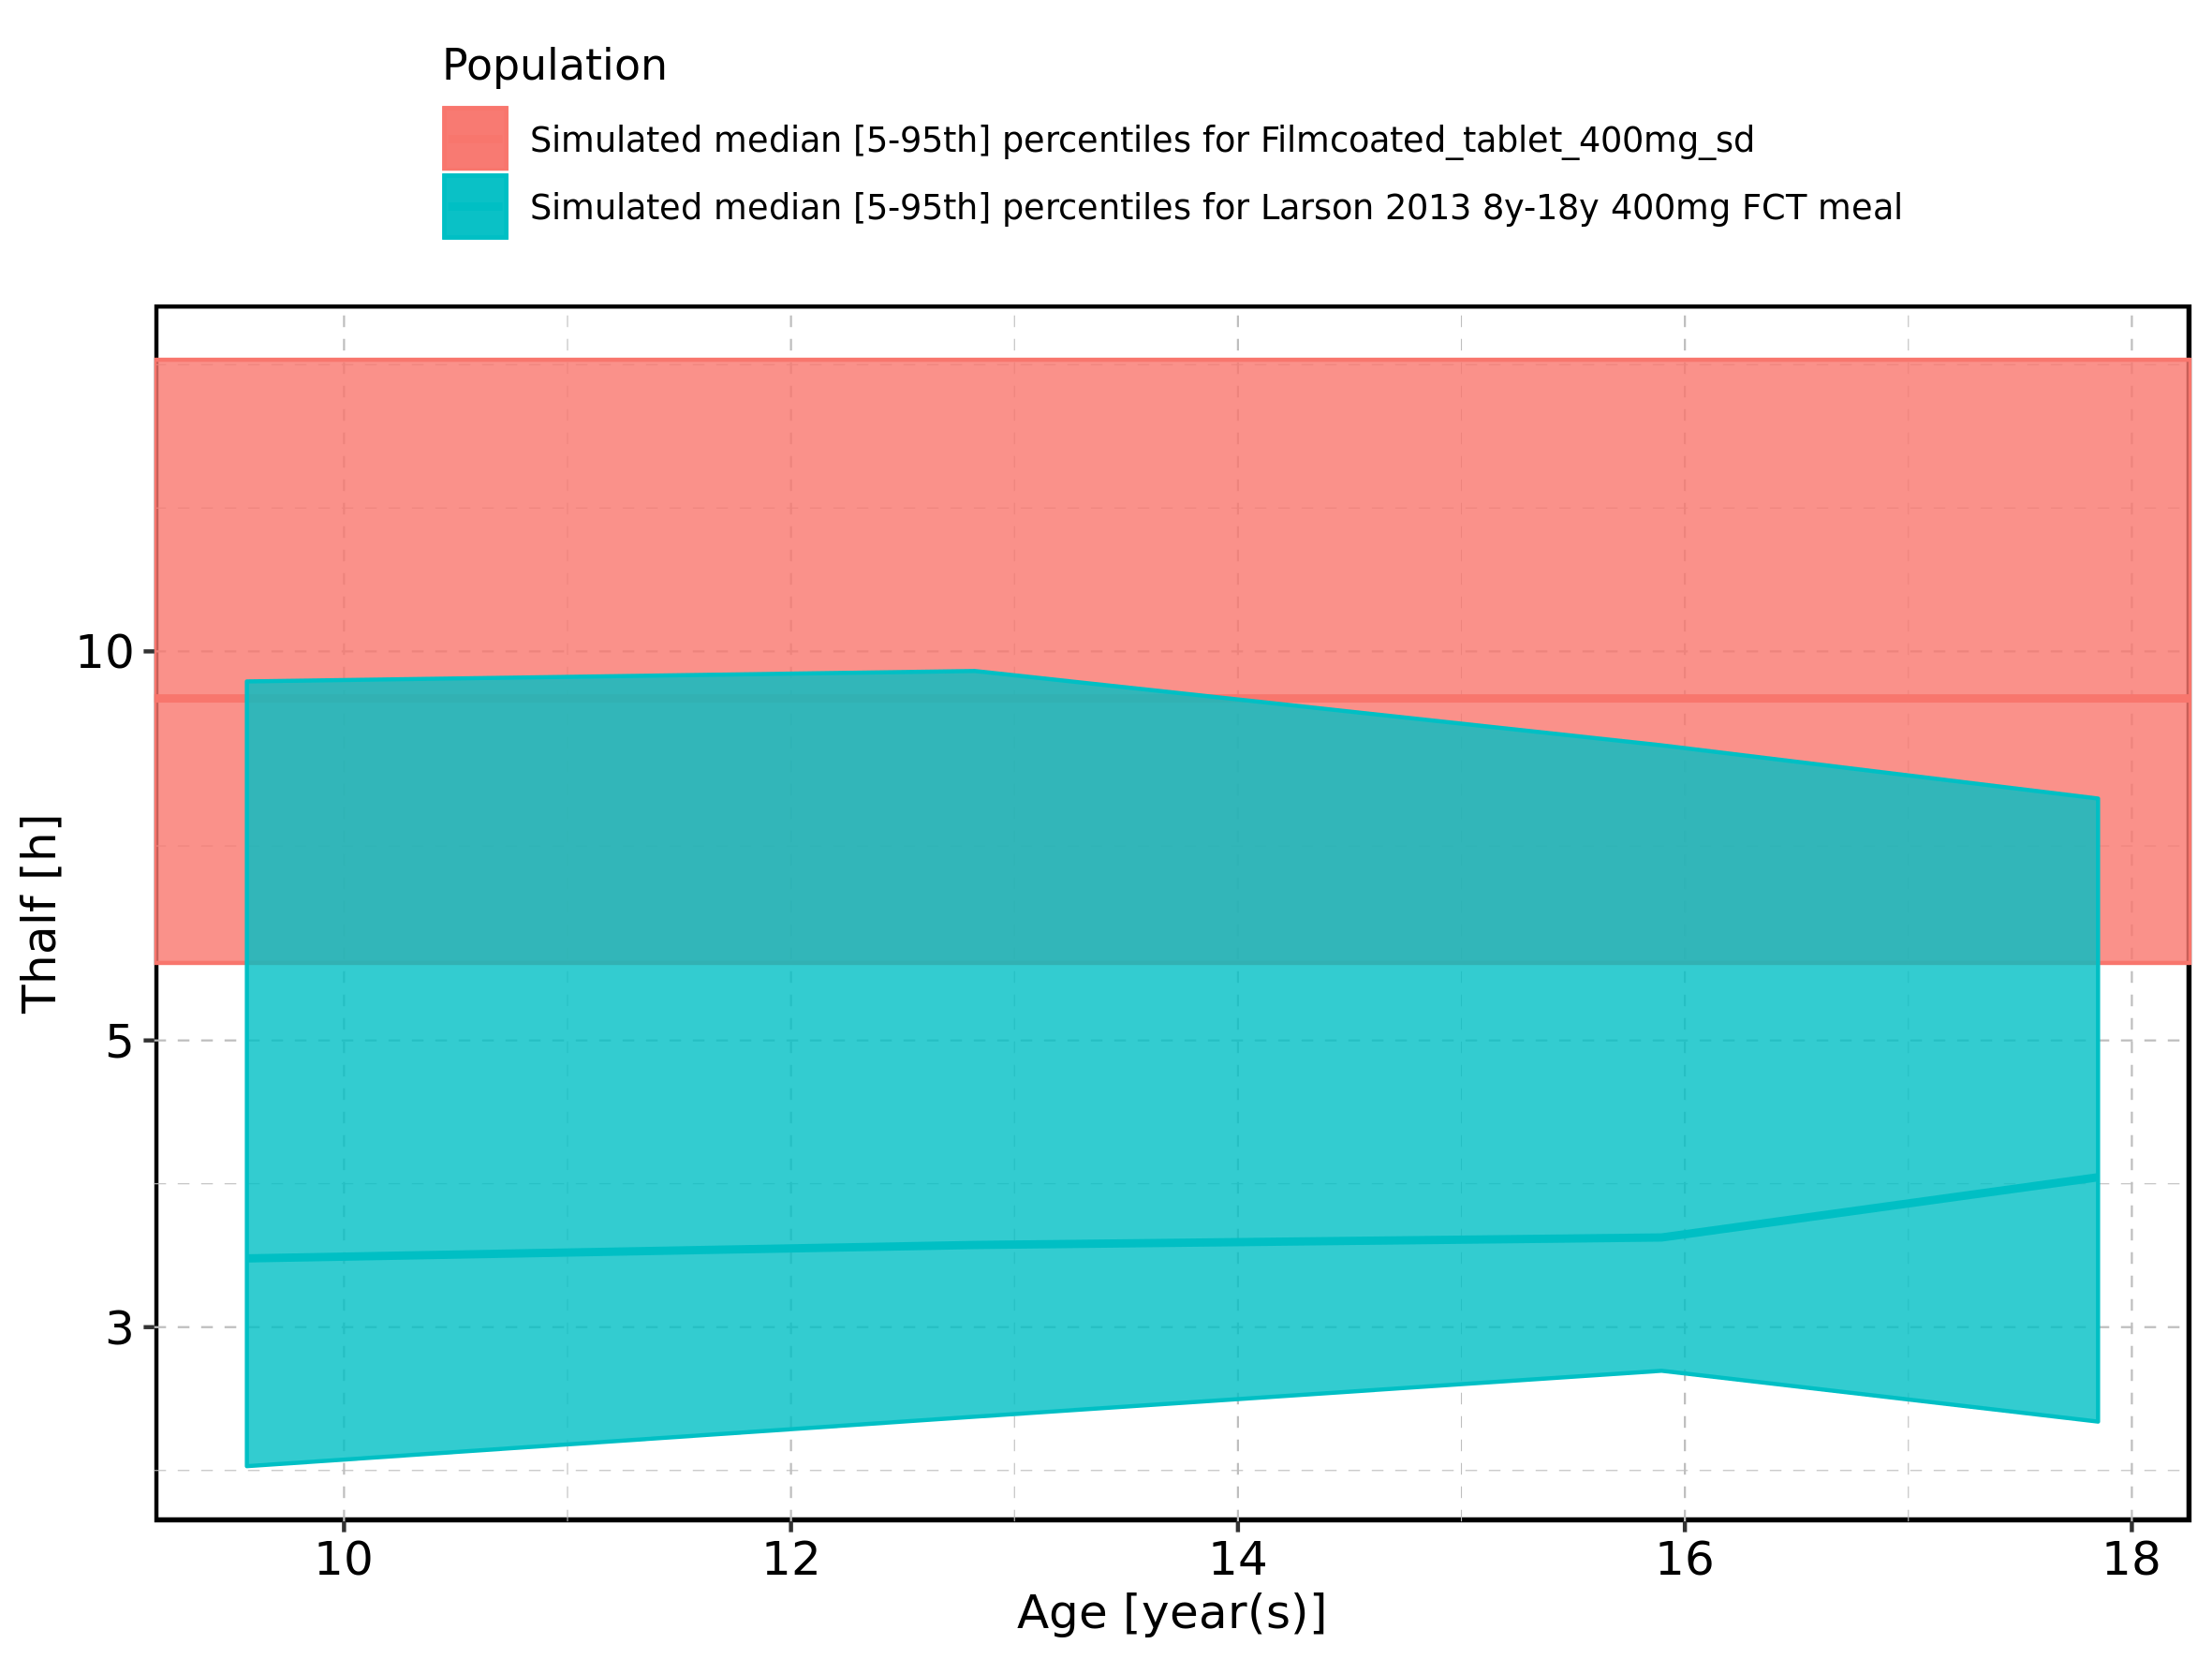 Population
Simulated median [5-95th] percentiles for Filmcoated_tablet_400mg_sd
Simulated median [5-95th] percentiles for Larson 2013 8y-18y 400mg FCT meal
Thalf [h]
10
5
3
10 12 14 16 18
Age [year(s)]